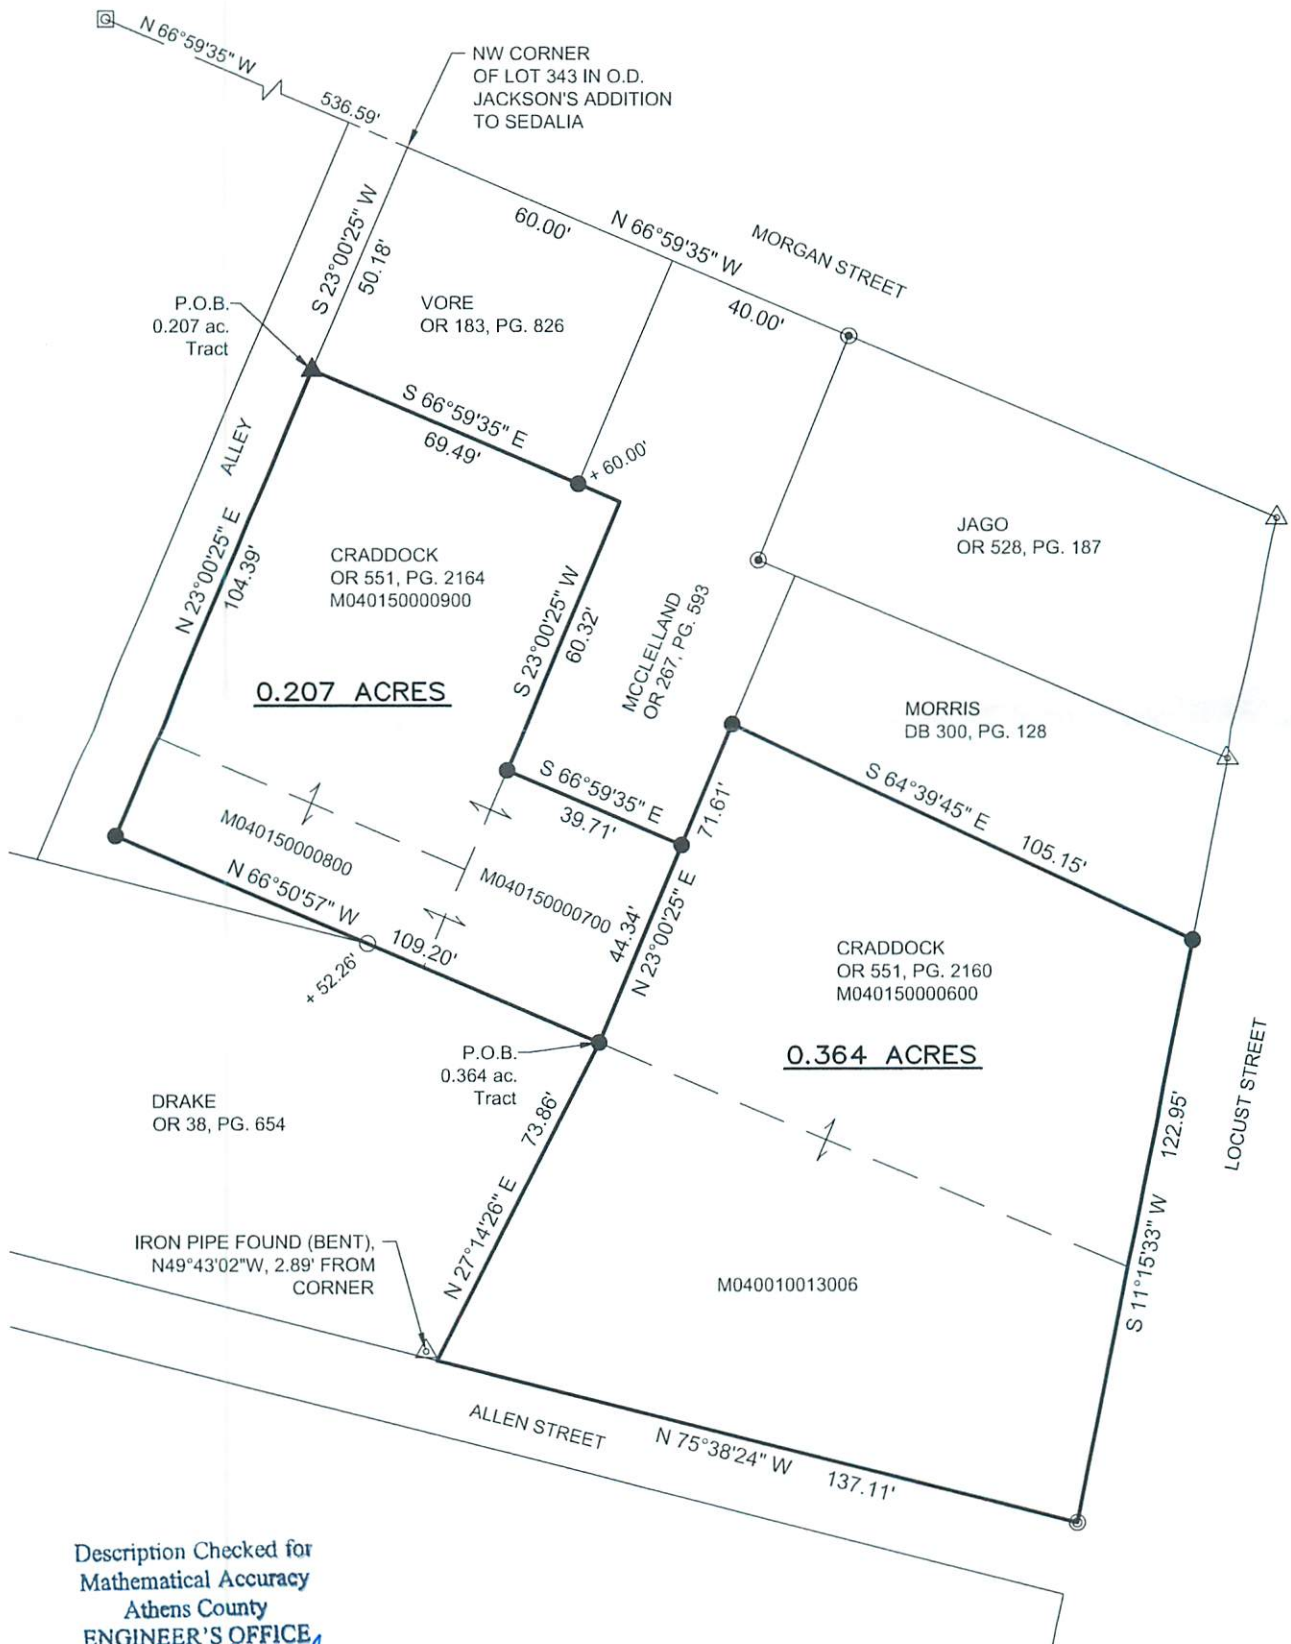 G
N 66°59'35" W
536.59'
NW CORNER
OF LOT 343 IN O.D.
JACKSON'S ADDITION
TO SEDALIA
S 23°00'25" W
50.18'
60.00'
N 66°59'35" W
40.00'
MORGAN STREET
P.O.B.
0.207 ac.
Tract
VORE
OR 183, PG. 826
S 66°59'35" E
69.49'
+ 60.00'
ALLEY
N 23°00'25" E
104.39'
CRADDOCK
OR 551, PG. 2164
M040150000900
0.207 ACRES
S 23°00'25" W
60.32'
MCCLELLAND
OR 267, PG. 593
JAGO
OR 528, PG. 187
MORRIS
DB 300, PG. 128
S 66°59'35" E
39.71'
71.61'
S 64°39'45" E
105.15'
M040150000800
N 66°50'57" W
109.20'
+ 52.26'
M040150000700
44.34'
N 23°00'25" E
CRADDOCK
OR 551, PG. 2160
M040150000600
0.364 ACRES
P.O.B.
0.364 ac.
Tract
DRAKE
OR 38, PG. 654
73.86'
N 27°14'26" E
122.95'
S 11°15'33" W
LOCUST STREET
IRON PIPE FOUND (BENT),
N49°43'02"W, 2.89' FROM
CORNER
M040010013006
ALLEN STREET
N 75°38'24" W
137.11'
Description Checked for
Mathematical Accuracy
Athens County
ENGINEER'S OFFICE